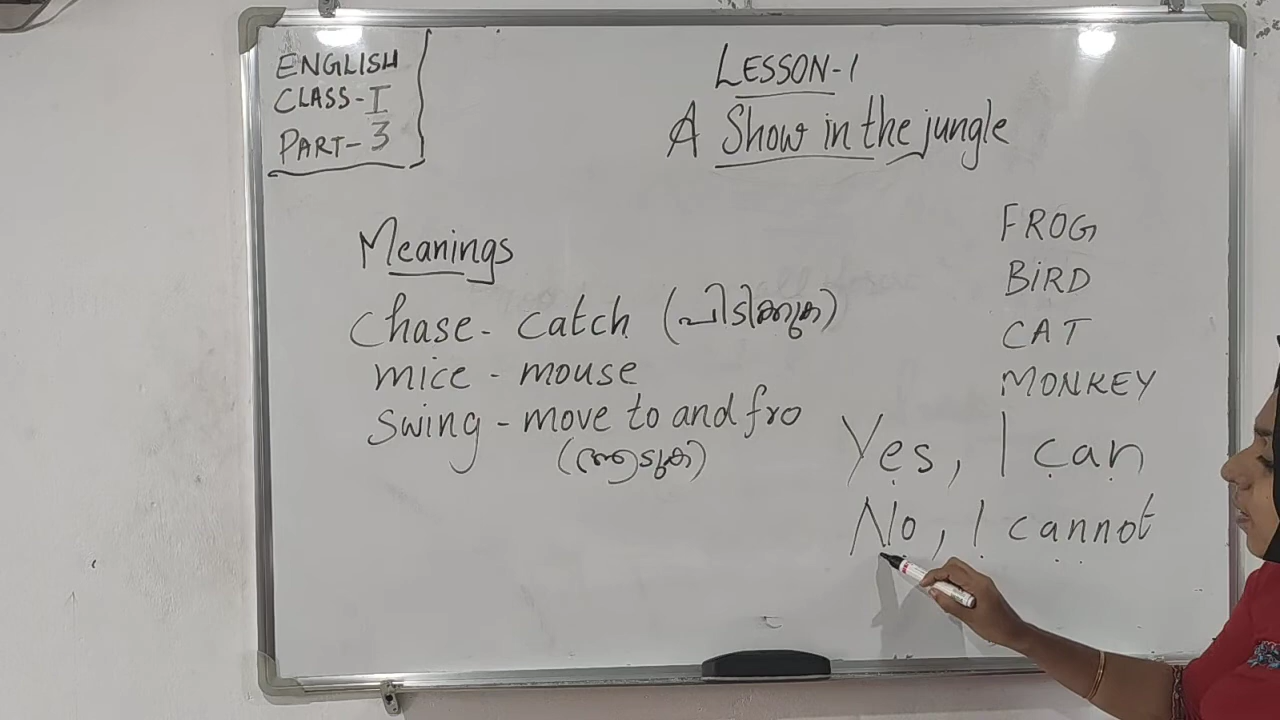 ENGLISH
CLASS-I
PART-3
LESSON-1
A Show in the jungle
Meanings
Chase - catch (പിടിക്കുക)
mice - mouse
swing - move to and fro
(ആടുക)
FROG
BiRD
CAT
MONKEY
Yes, I can
No, I cannot